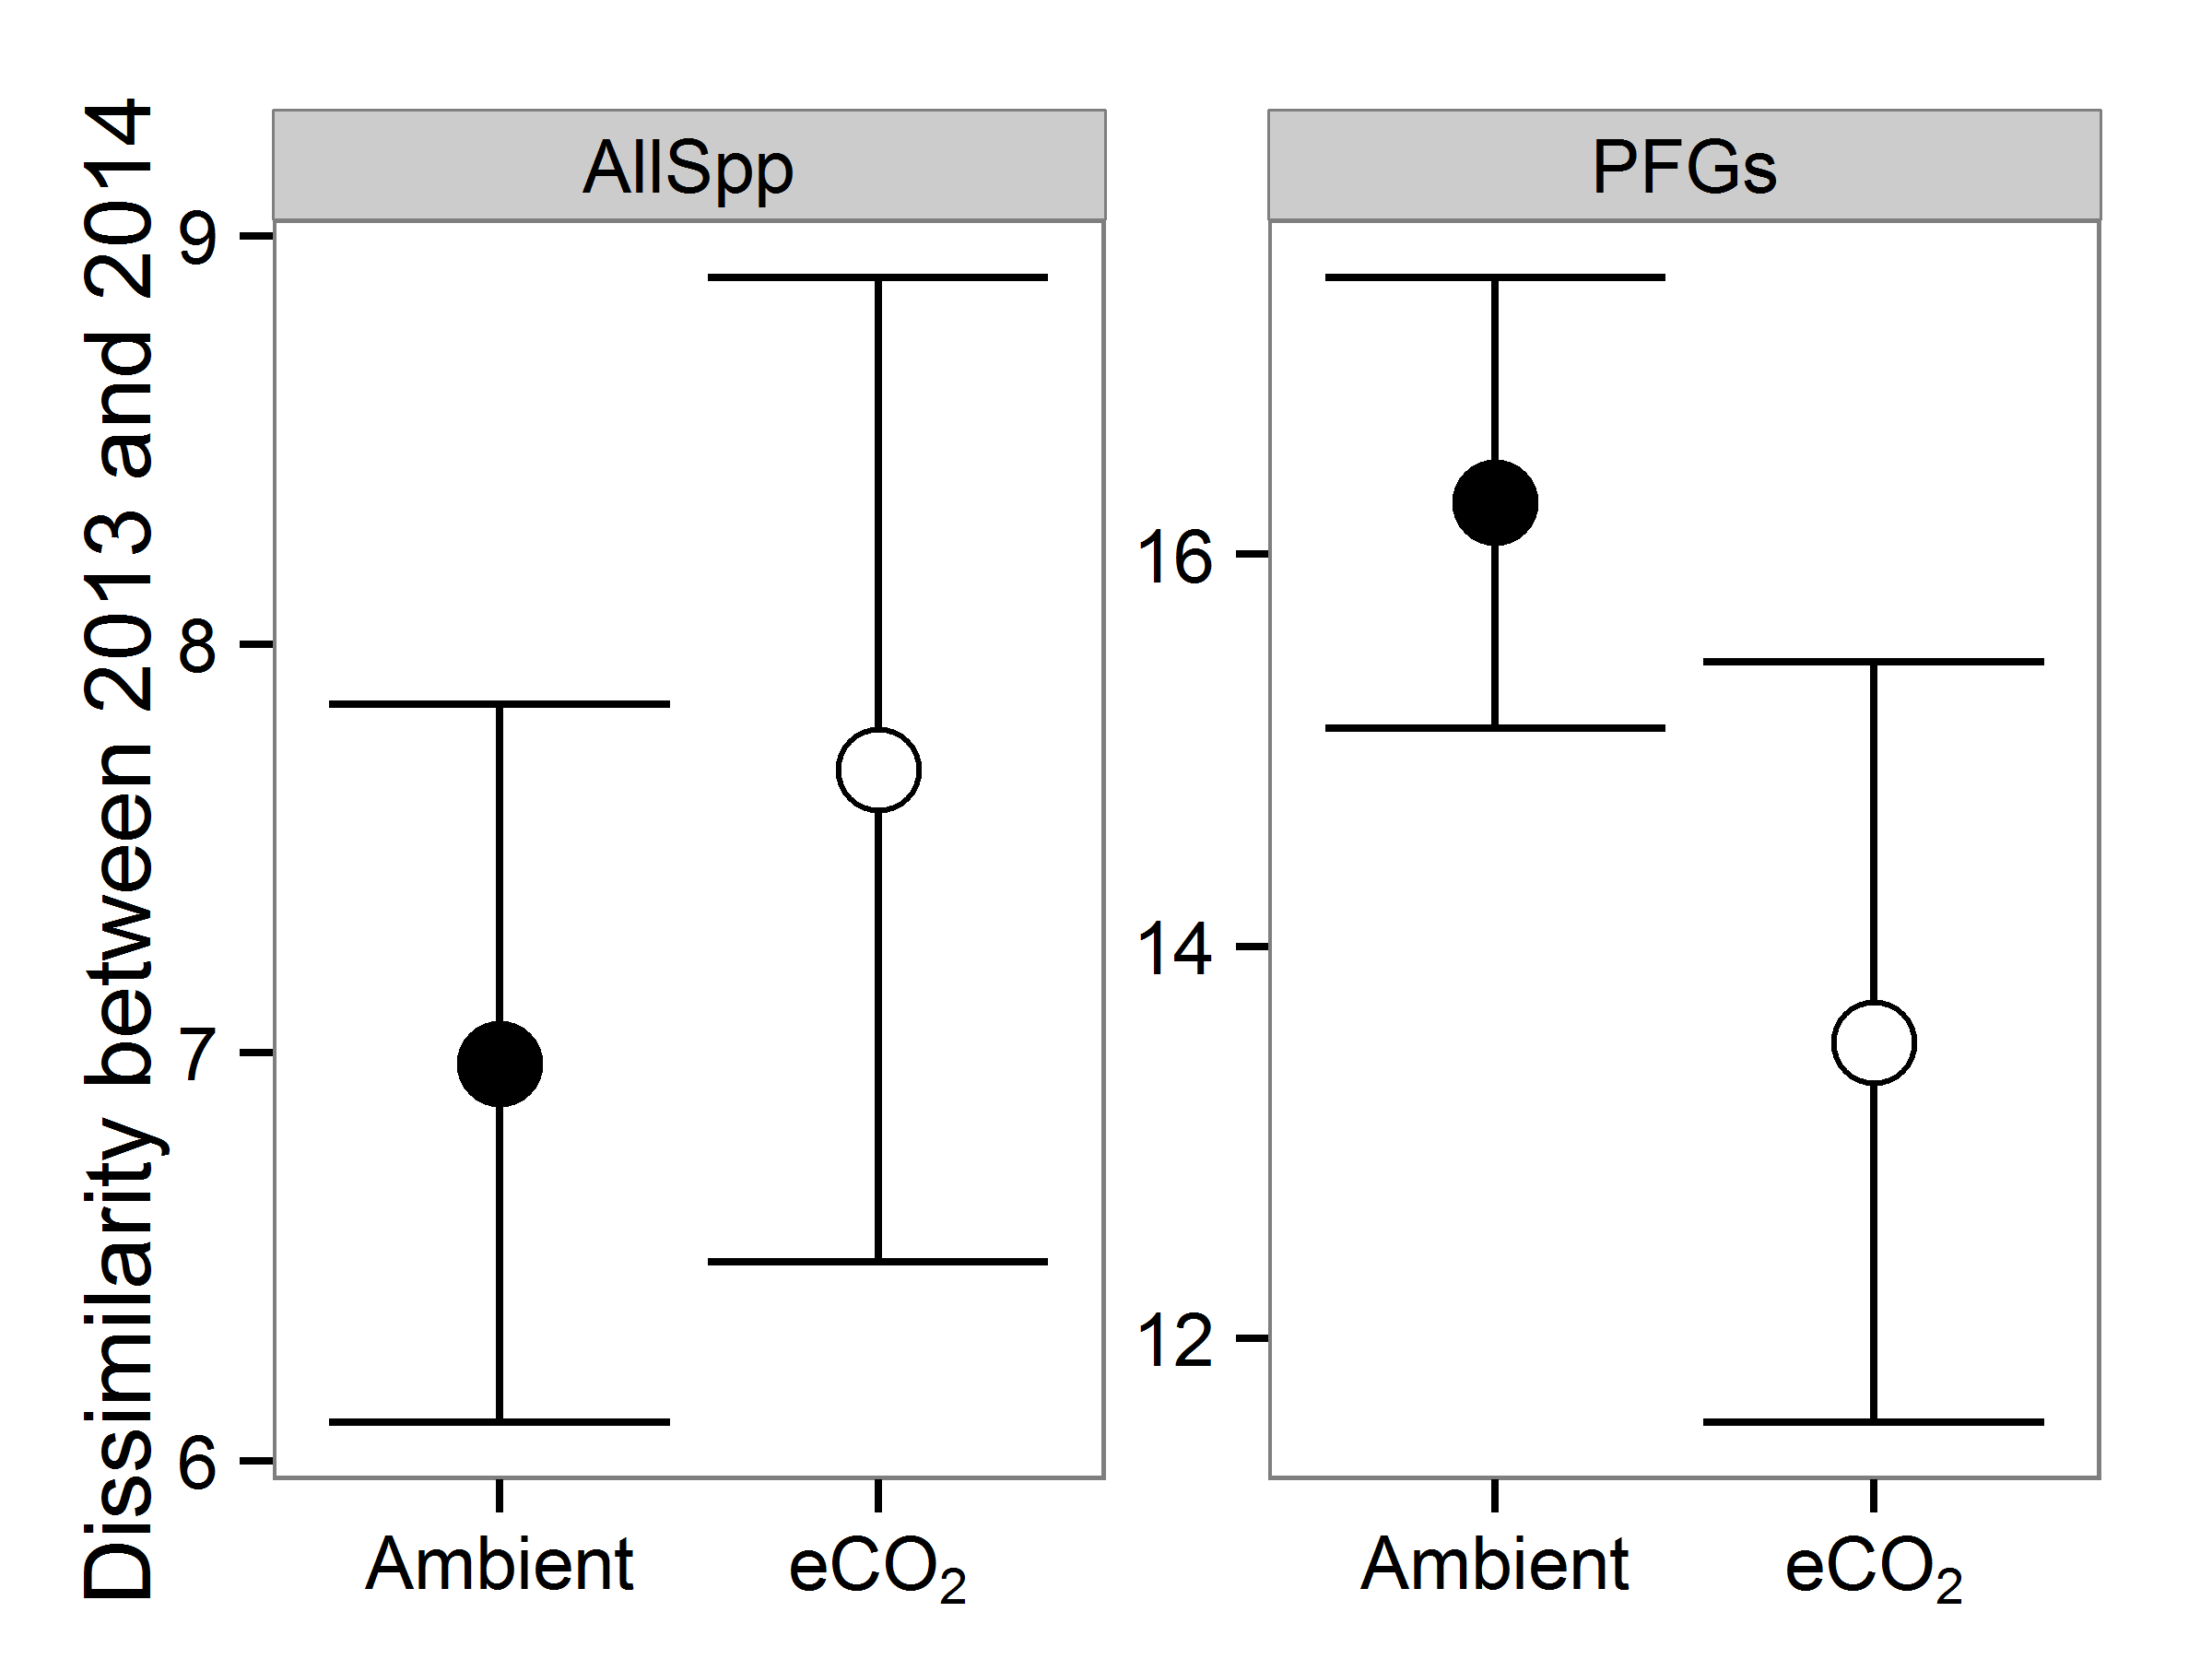 Dissimilarity between 2013 and 2014
AllSpp
9
8
7
6
Ambient
eCO₂
PFGs
16
14
12
Ambient
eCO₂